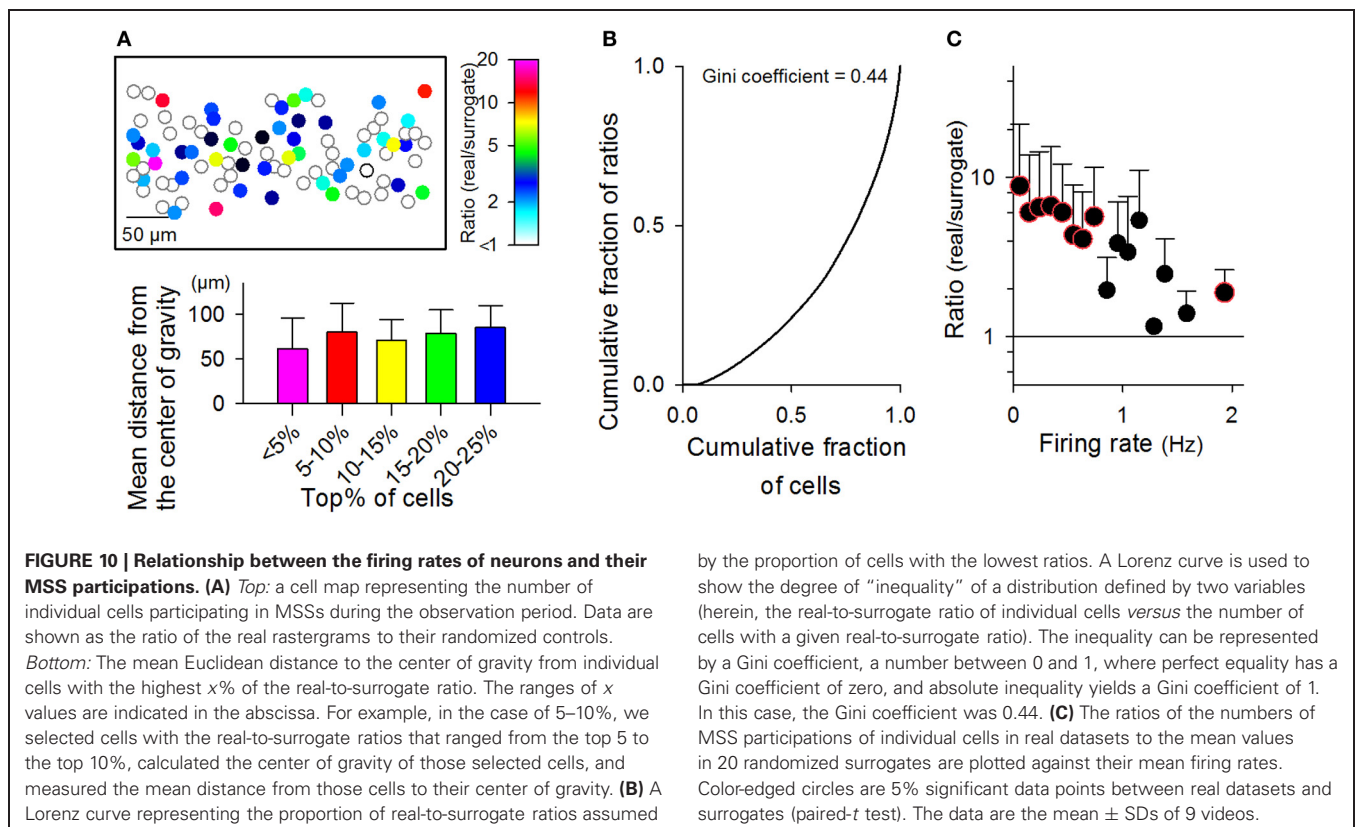 A
20
10
5
2
<1
Ratio (real/surrogate)
50 µm
(µm)
100
50
0
Mean distance from
the center of gravity
<5%
5-10%
10-15%
15-20%
20-25%
Top% of cells
B
Gini coefficient = 0.44
1.0
0.5
0.0
Cumulative fraction of ratios
0.0
0.5
1.0
Cumulative fraction
of cells
C
10
1
Ratio (real/surrogate)
0
1
2
Firing rate (Hz)
FIGURE 10 | Relationship between the firing rates of neurons and their
MSS participations. (A) Top: a cell map representing the number of
individual cells participating in MSSs during the observation period. Data are
shown as the ratio of the real rastergrams to their randomized controls.
Bottom: The mean Euclidean distance to the center of gravity from individual
cells with the highest x% of the real-to-surrogate ratio. The ranges of x
values are indicated in the abscissa. For example, in the case of 5–10%, we
selected cells with the real-to-surrogate ratios that ranged from the top 5 to
the top 10%, calculated the center of gravity of those selected cells, and
measured the mean distance from those cells to their center of gravity. (B) A
Lorenz curve representing the proportion of real-to-surrogate ratios assumed
by the proportion of cells with the lowest ratios. A Lorenz curve is used to
show the degree of “inequality” of a distribution defined by two variables
(herein, the real-to-surrogate ratio of individual cells versus the number of
cells with a given real-to-surrogate ratio). The inequality can be represented
by a Gini coefficient, a number between 0 and 1, where perfect equality has a
Gini coefficient of zero, and absolute inequality yields a Gini coefficient of 1.
In this case, the Gini coefficient was 0.44. (C) The ratios of the numbers of
MSS participations of individual cells in real datasets to the mean values
in 20 randomized surrogates are plotted against their mean firing rates.
Color-edged circles are 5% significant data points between real datasets and
surrogates (paired-t test). The data are the mean ± SDs of 9 videos.